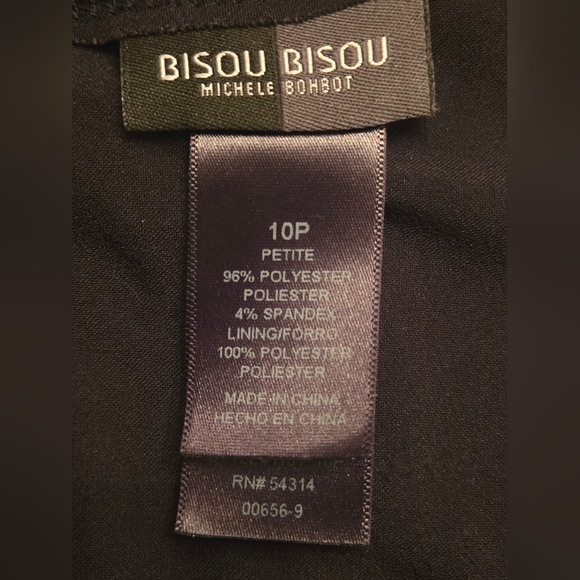 BISOU BISOU
MICHELE BOHBOT
10P
PETITE
96% POLYESTER
POLIESTER
4% SPANDEX
LINING/FORRO
100% POLYESTER
POLIESTER
MADE IN CHINA
HECHO EN CHINA
RN# 54314
00656-9